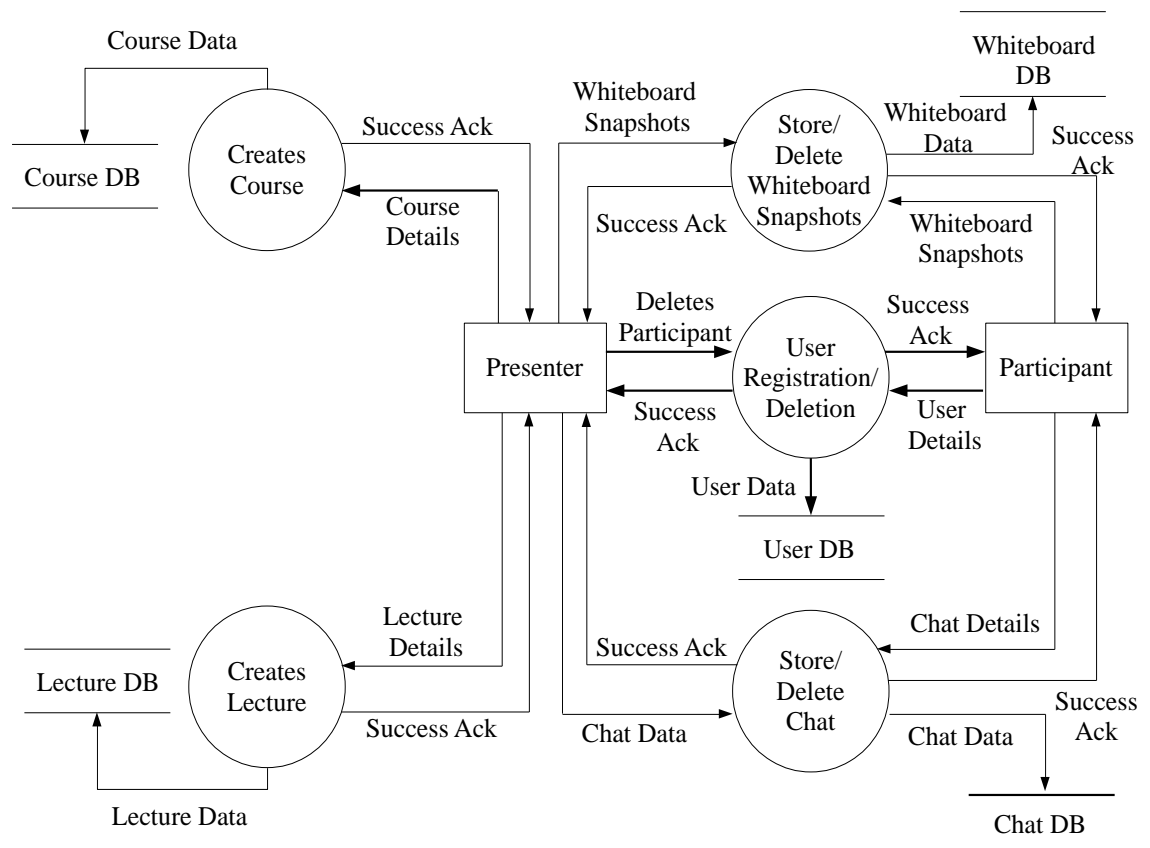 Course Data
Whiteboard
DB
Whiteboard
Snapshots
Store/
Delete
Whiteboard
Snapshots
Whiteboard
Data
Success
Ack
Success Ack
Creates
Course
Course DB
Course
Details
Success Ack
Whiteboard
Snapshots
Deletes
Participant
Success
Ack
Presenter
User
Registration/
Deletion
Participant
Success
Ack
User
Details
User Data
User DB
Lecture
Details
Success Ack
Chat Details
Store/
Delete
Chat
Creates
Lecture
Lecture DB
Success Ack
Chat Data
Chat Data
Success
Ack
Lecture Data
Chat DB